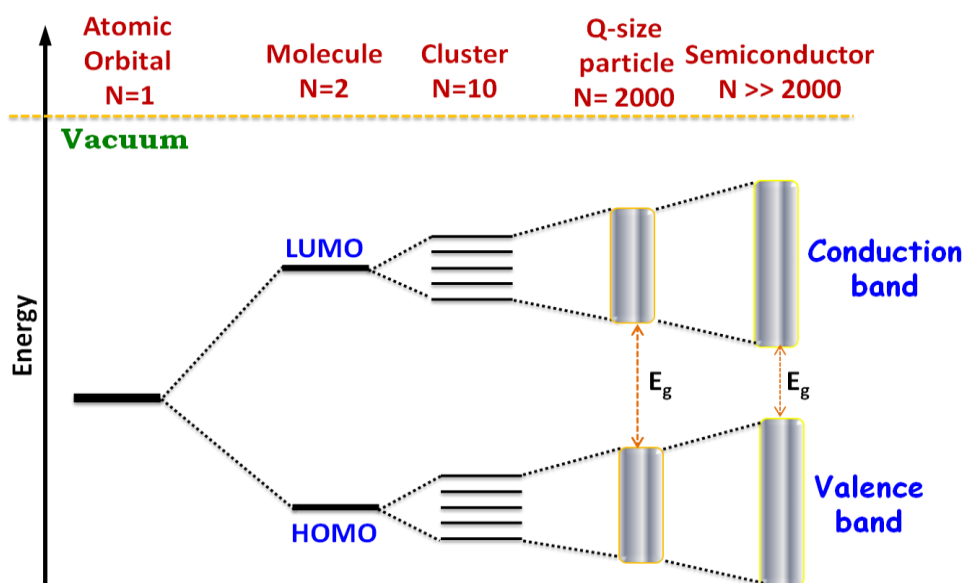 Atomic
Orbital
N=1
Molecule
N=2
Cluster
N=10
Q-size
particle
N= 2000
Semiconductor
N >> 2000
Vacuum
LUMO
Conduction
band
Energy
Eg
Eg
HOMO
Valence
band